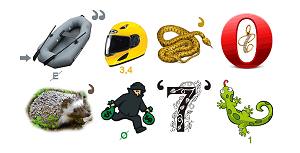 ,, , O
E 3,4
, ‘ 7 ’
O 1